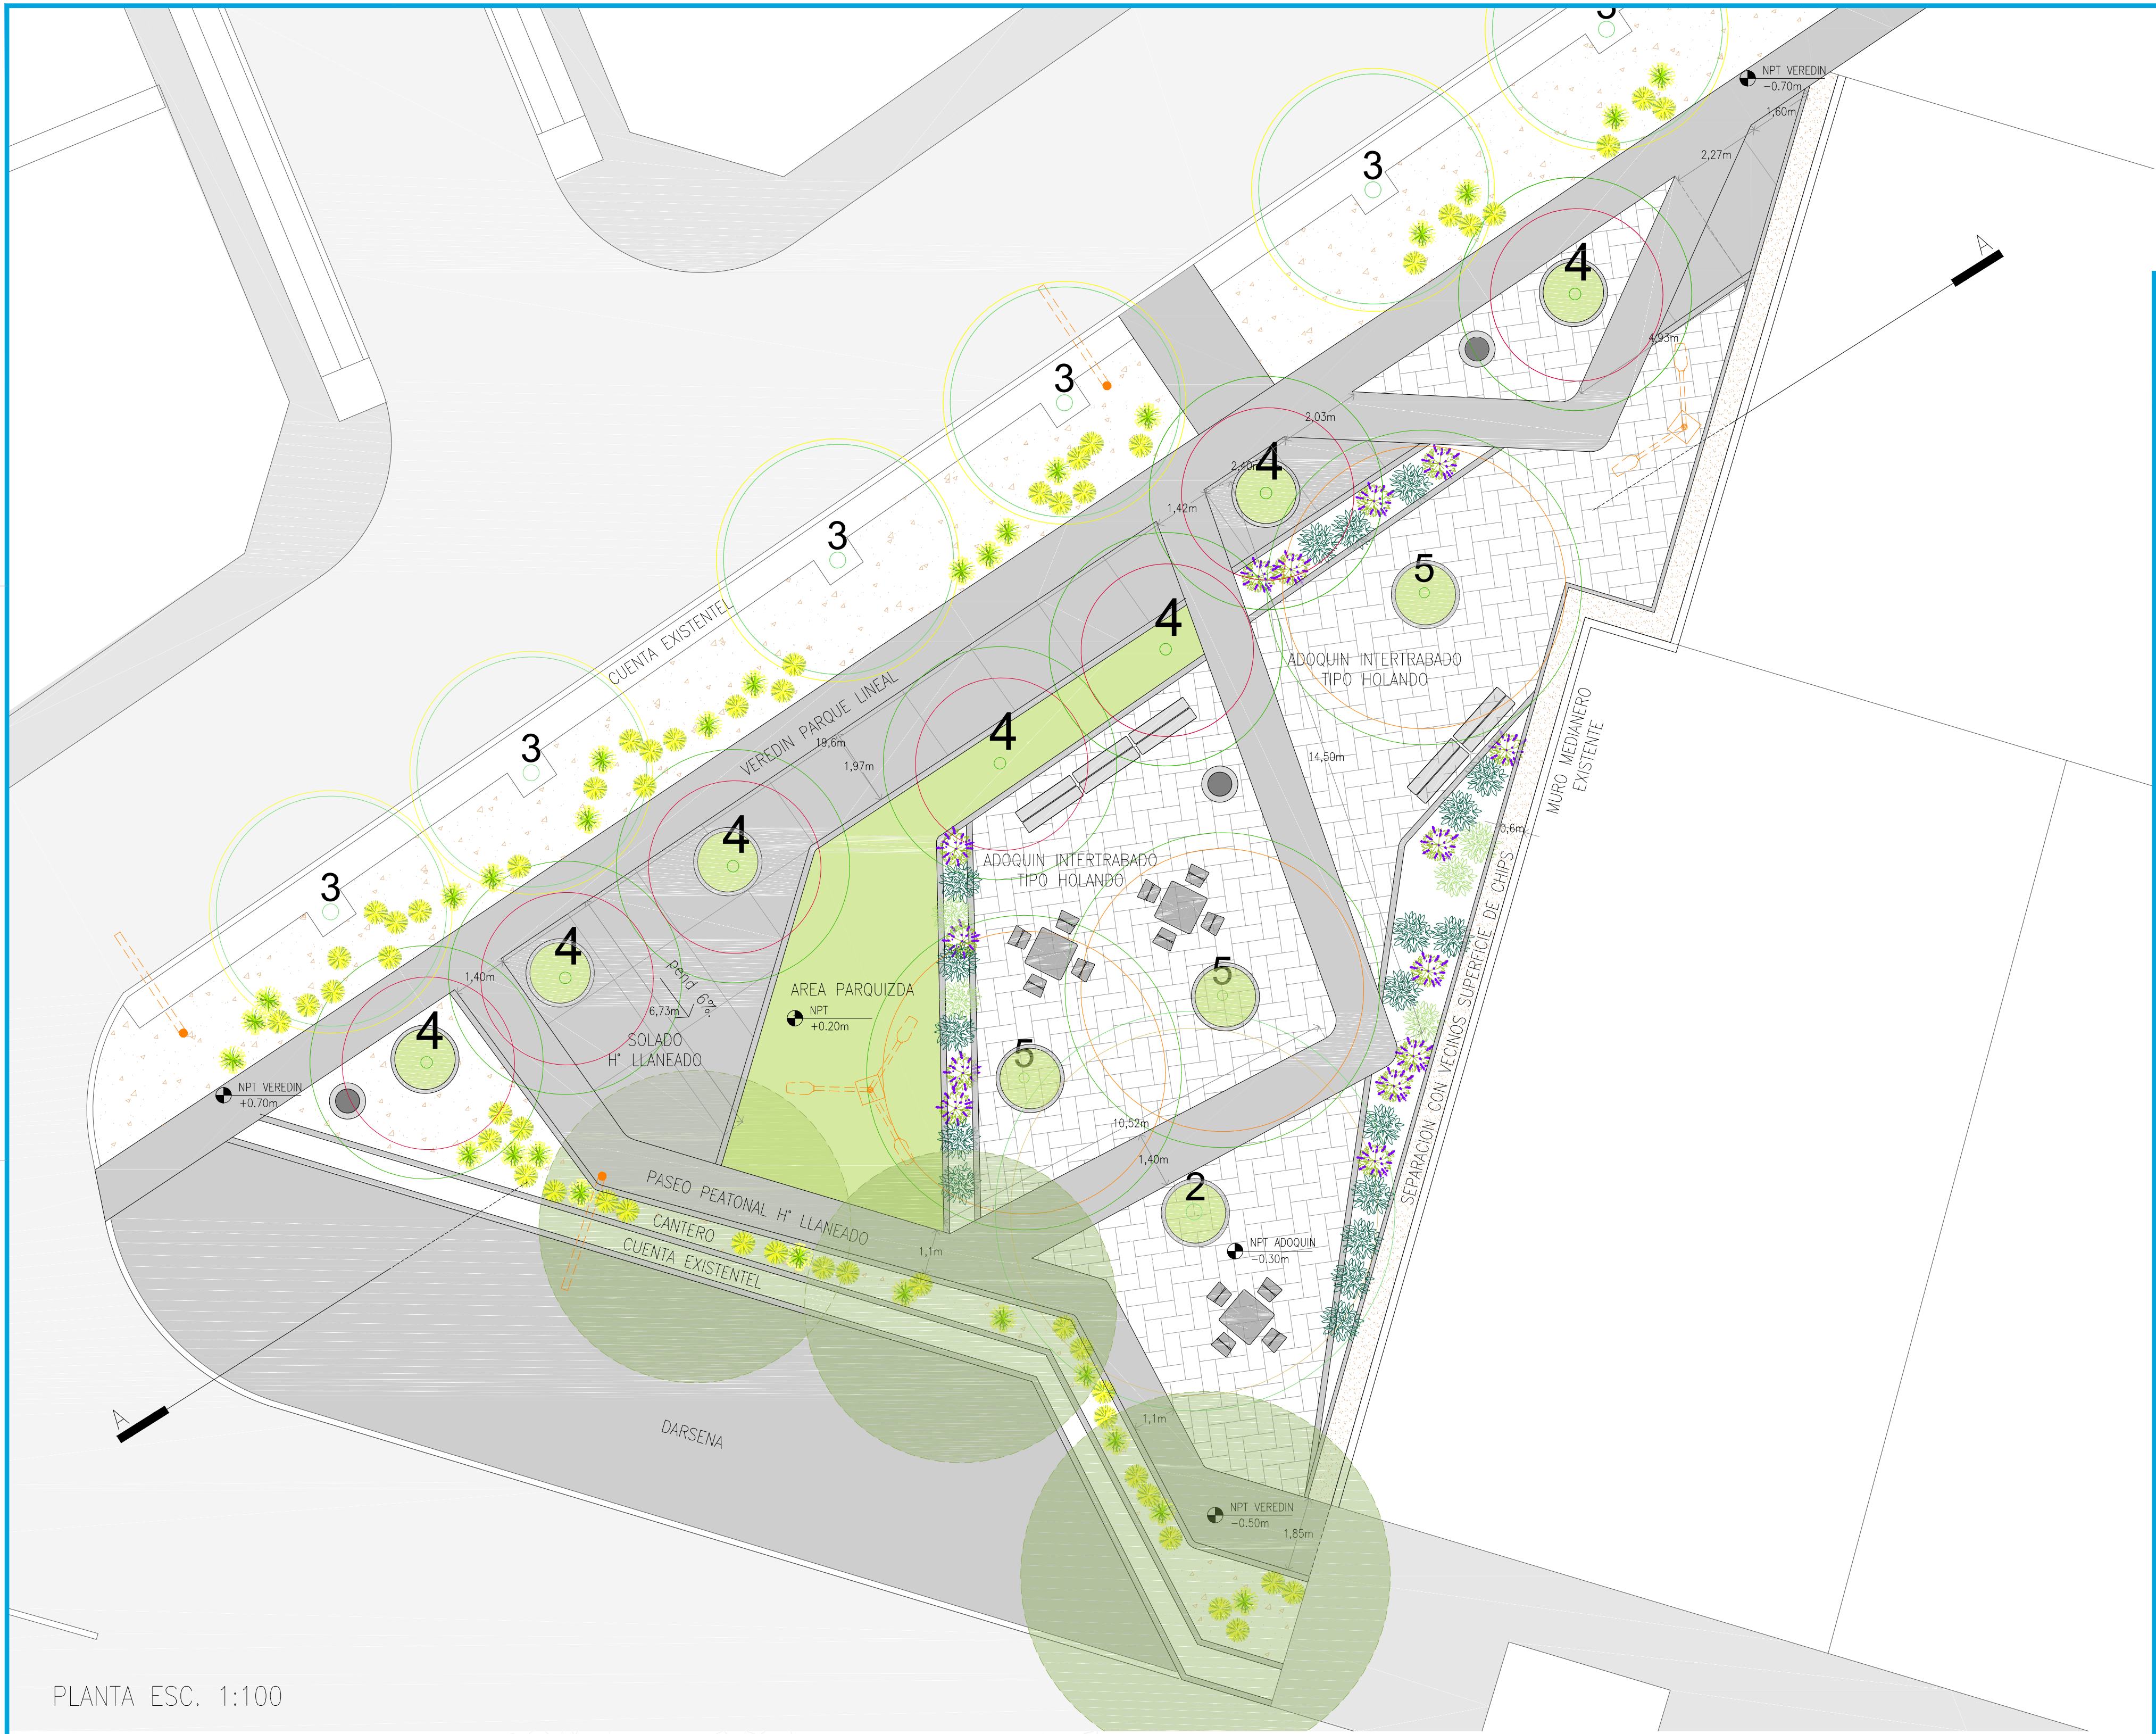 3
NPT VEREDIN
-0.70m
1,60m
2,27m
3
A
4
4,93m
3
2,03m
4
2,40m
1,42m
3
5
CUENTA EXISTENTEL
4
ADOQUIN INTERTRABADO
TIPO HOLANDO
VEREDIN PARQUE LINEAL
19,6m
1,97m
4
3
14,50m
MURO MEDIANERO
EXISTENTE
0,6m
4
ADOQUIN INTERTRABADO
TIPO HOLANDO
3
4
1,40m
pend 6%.
6,73m
SOLADO
H° LLANEADO
AREA PARQUIZDA
NPT
+0.20m
5
5
4
NPT VEREDIN
+0.70m
SEPARACION CON VECINOS SUPERFICIE DE CHIPS
10,52m
1,40m
2
PASEO PEATONAL H° LLANEADO
CANTERO
CUENTA EXISTENTEL
1,1m
NPT ADOQUIN
-0.30m
A
DARSENA
1,1m
NPT VEREDIN
-0.50m
1,85m
PLANTA ESC. 1:100